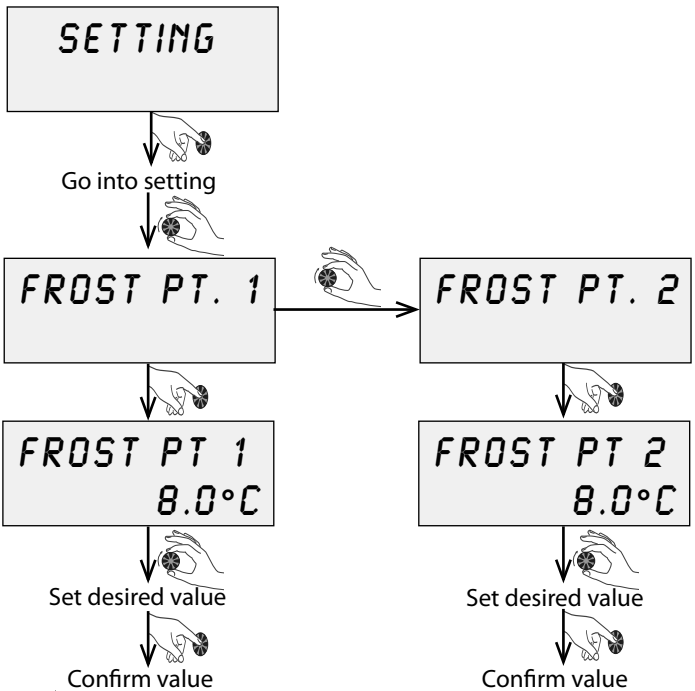 SETTING
Go into setting
FROST PT. 1
FROST PT. 2
FROST PT 1
8.0°C
FROST PT 2
8.0°C
Set desired value
Set desired value
Confirm value
Confirm value